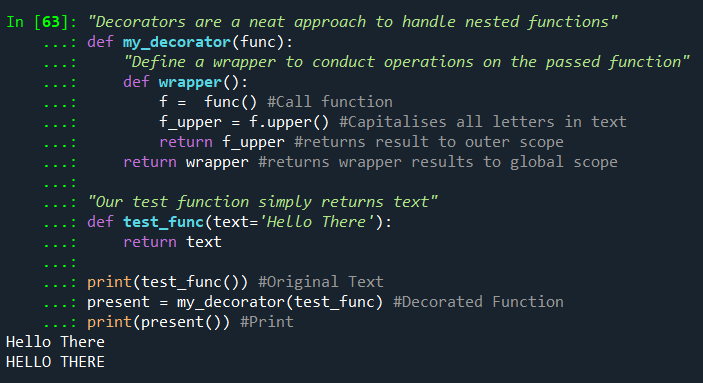 In [63]: "Decorators are a neat approach to handle nested functions"
    ...: def my_decorator(func):
    ...:     "Define a wrapper to conduct operations on the passed function"
    ...:     def wrapper():
    ...:         f =  func() #Call function
    ...:         f_upper = f.upper() #Capitalises all letters in text
    ...:         return f_upper #returns result to outer scope
    ...:     return wrapper #returns wrapper results to global scope
    ...:
    ...: "Our test function simply returns text"
    ...: def test_func(text='Hello There'):
    ...:     return text
    ...:
    ...: print(test_func()) #Original Text
    ...: present = my_decorator(test_func) #Decorated Function
    ...: print(present()) #Print
Hello There
HELLO THERE